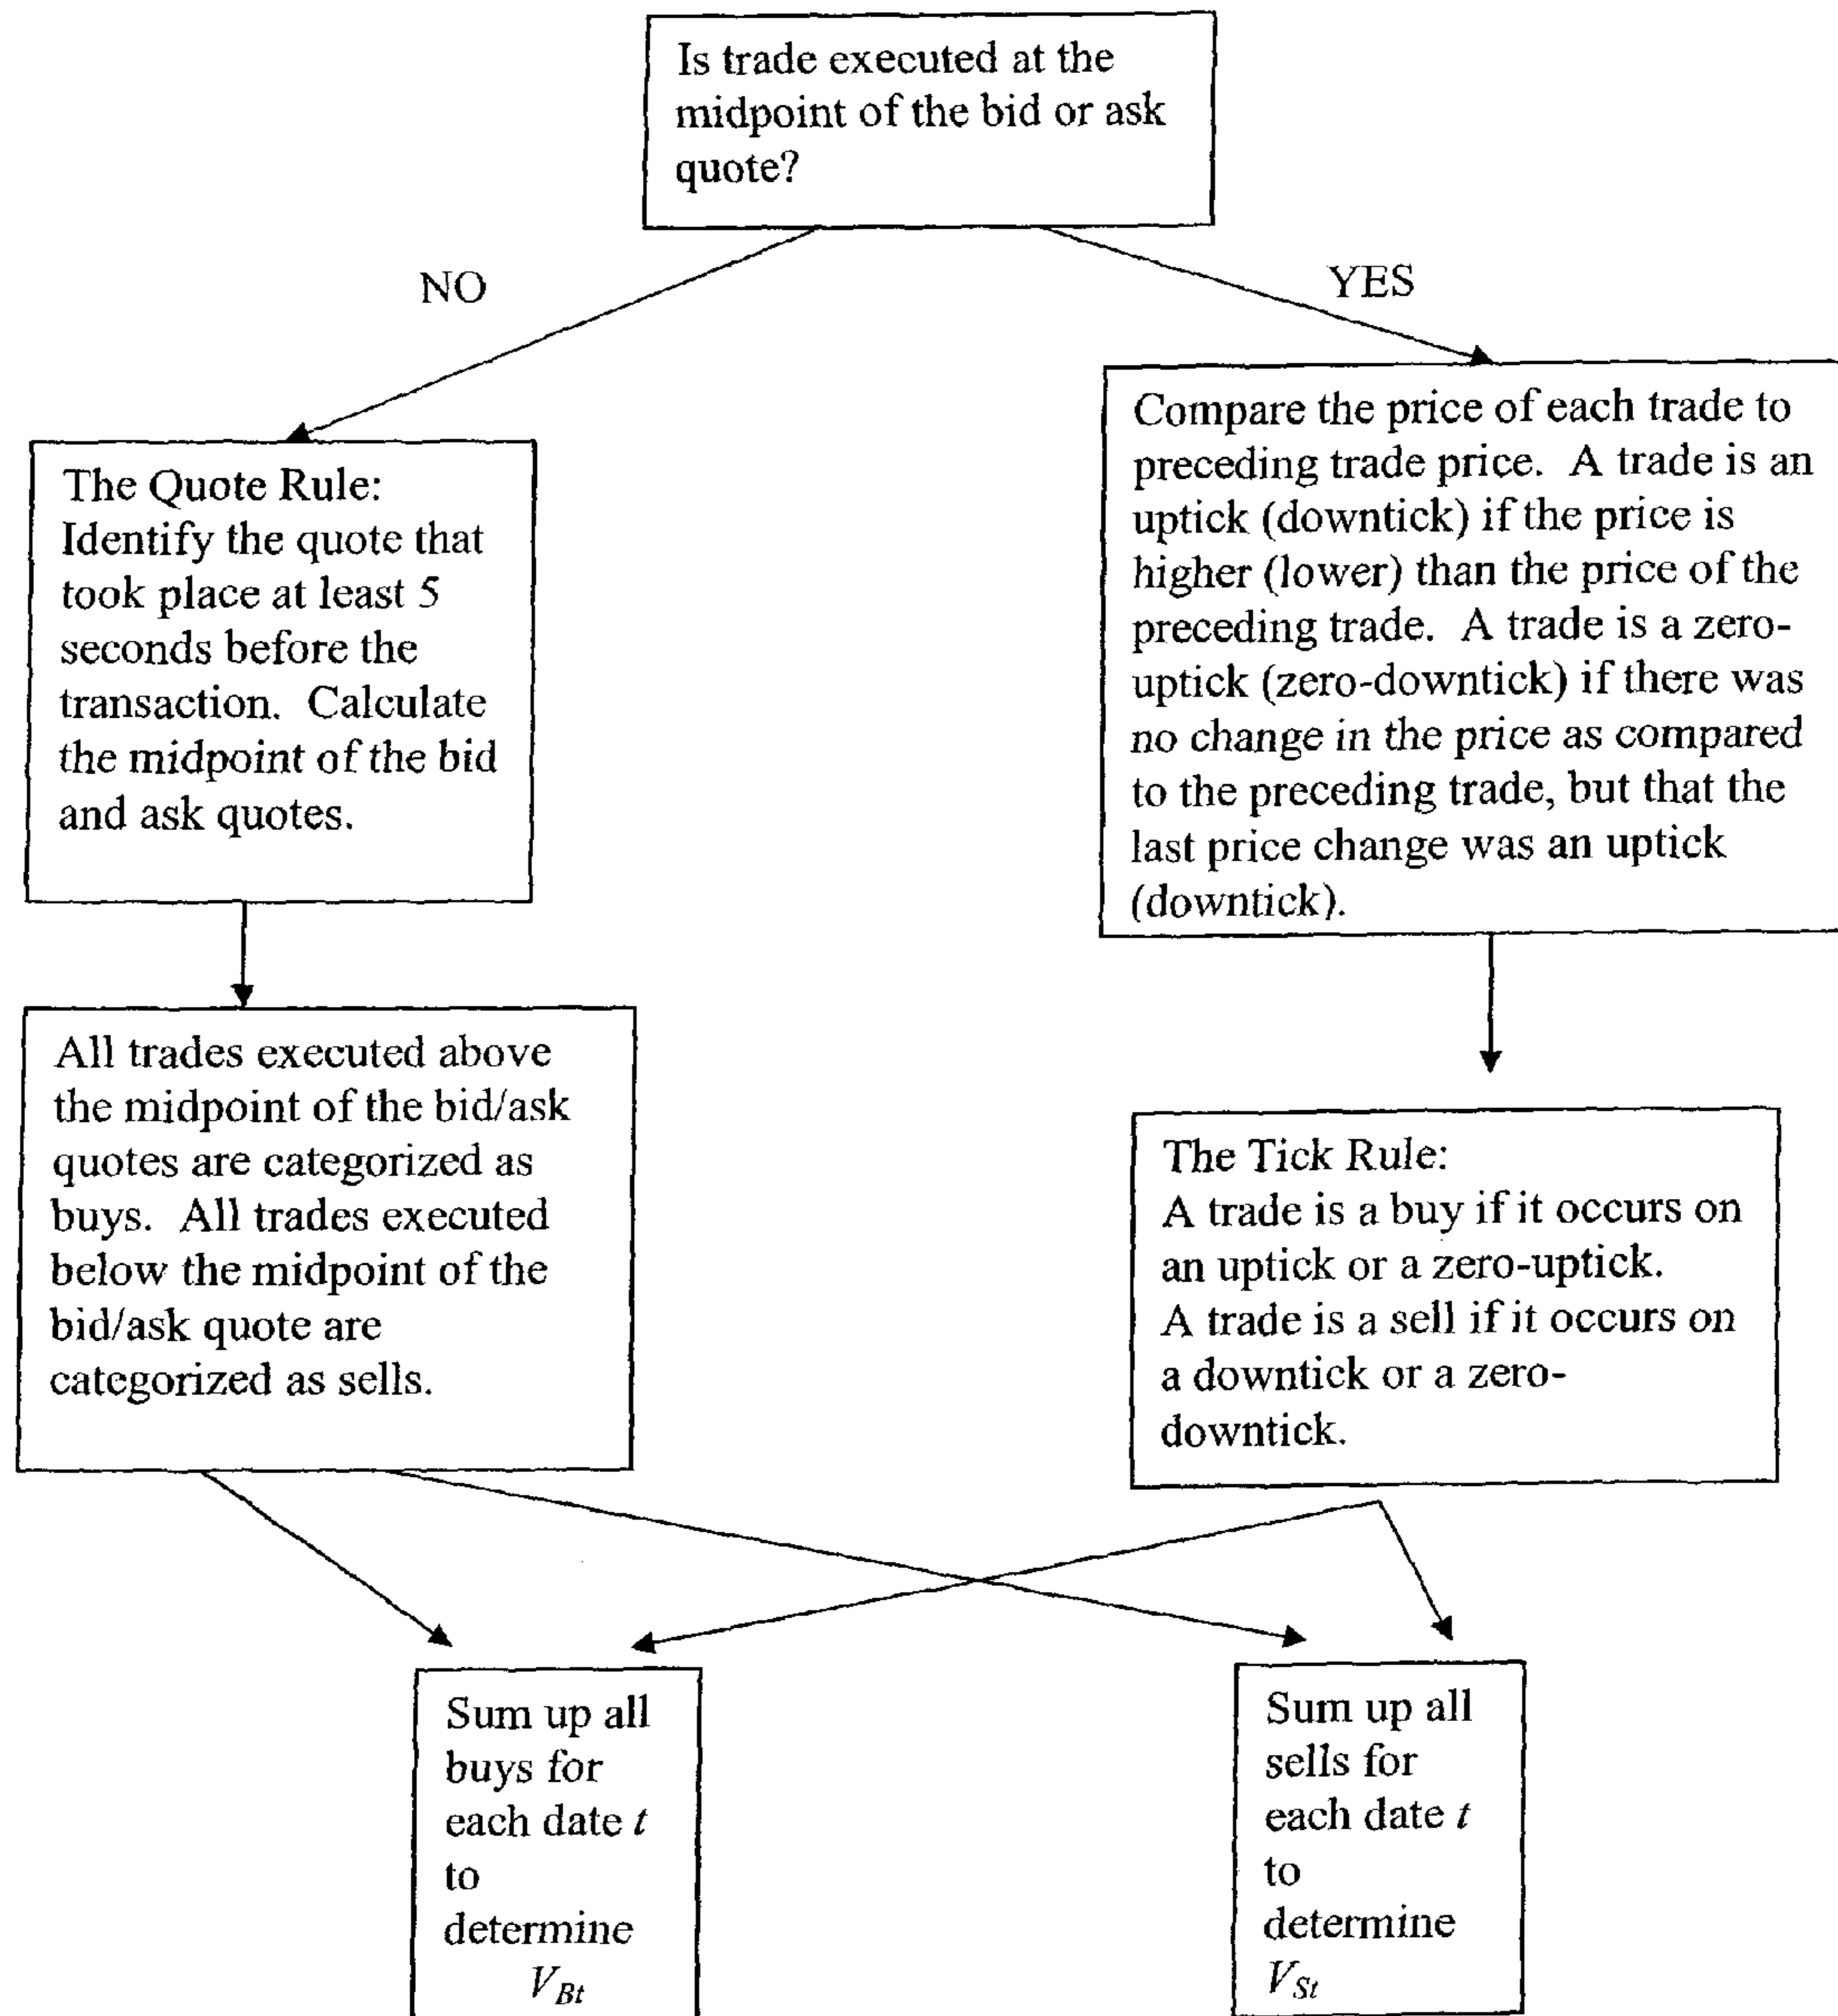 Is trade executed at the
midpoint of the bid or ask
quote?
NO
YES
The Quote Rule:
Identify the quote that
took place at least 5
seconds before the
transaction. Calculate
the midpoint of the bid
and ask quotes.
Compare the price of each trade to
preceding trade price. A trade is an
uptick (downtick) if the price is
higher (lower) than the price of the
preceding trade. A trade is a zero-
uptick (zero-downtick) if there was
no change in the price as compared
to the preceding trade, but that the
last price change was an uptick
(downtick).
All trades executed above
the midpoint of the bid/ask
quotes are categorized as
buys. All trades executed
below the midpoint of the
bid/ask quote are
categorized as sells.
The Tick Rule:
A trade is a buy if it occurs on
an uptick or a zero-uptick.
A trade is a sell if it occurs on
a downtick or a zero-
downtick.
Sum up all
buys for
each date t
to
determine
V_{Bt}
Sum up all
sells for
each date t
to
determine
V_{St}